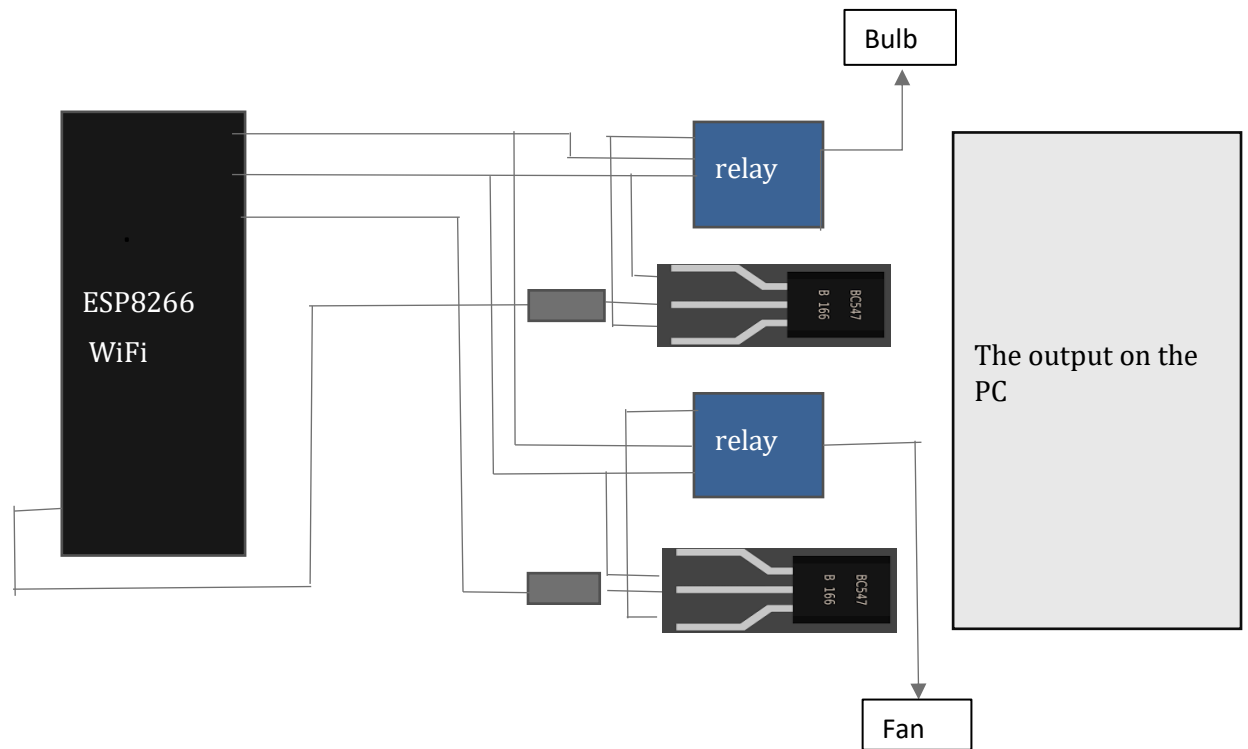 Bulb
relay
ESP8266
WiFi
BC547
B 166
The output on the
PC
relay
BC547
B 166
Fan